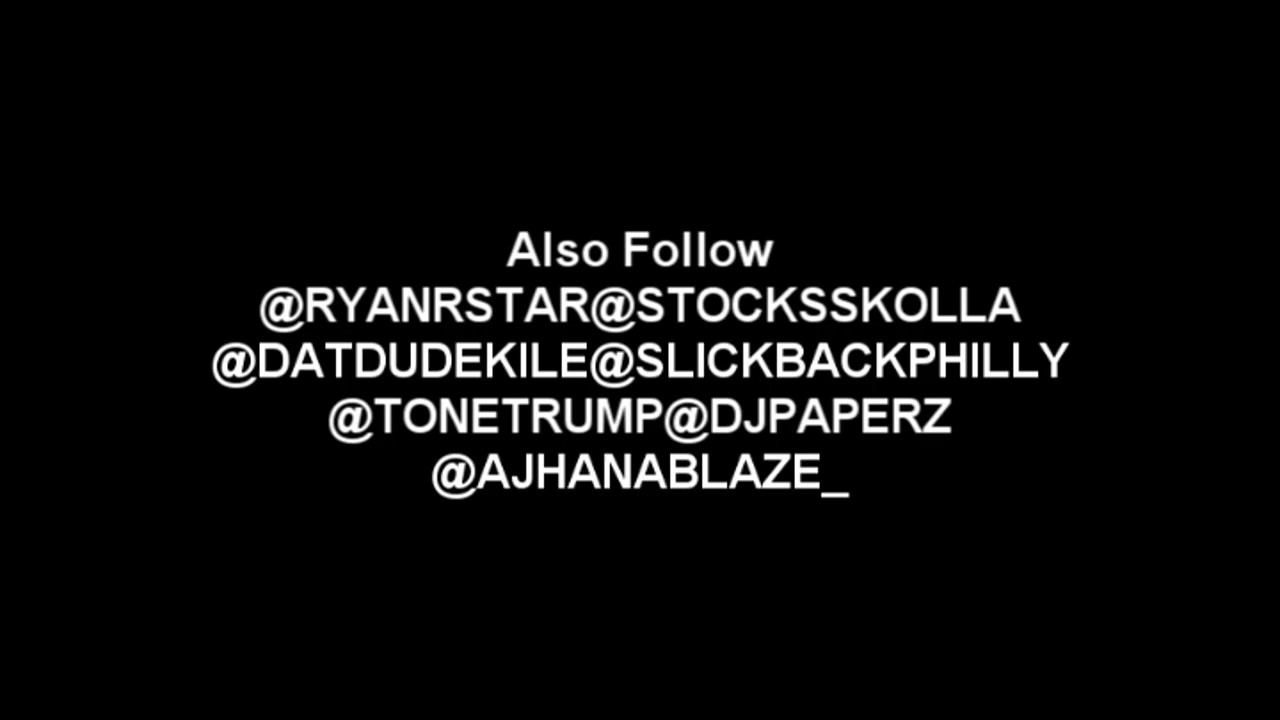 Also Follow
@RYANRSTAR@STOCKSSKOLLA
@DATDUDEKILE@SLICKBACKPHILLY
@TONETRUMP@DJPAPERZ
@AJHANABLAZE_